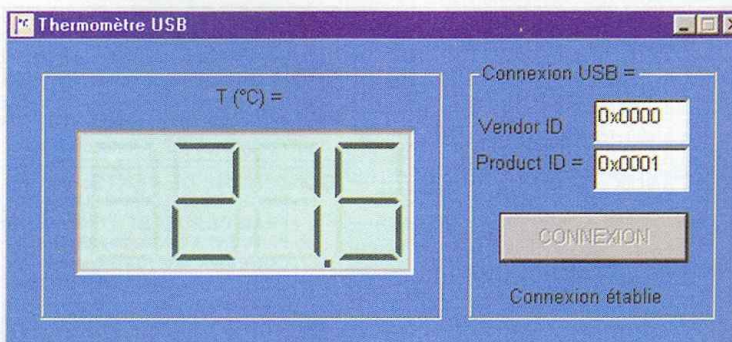 °C Thermomètre USB
T (°C) =
21.5
Connexion USB =
Vendor ID 0x0000
Product ID = 0x0001
CONNEXION
Connexion établie